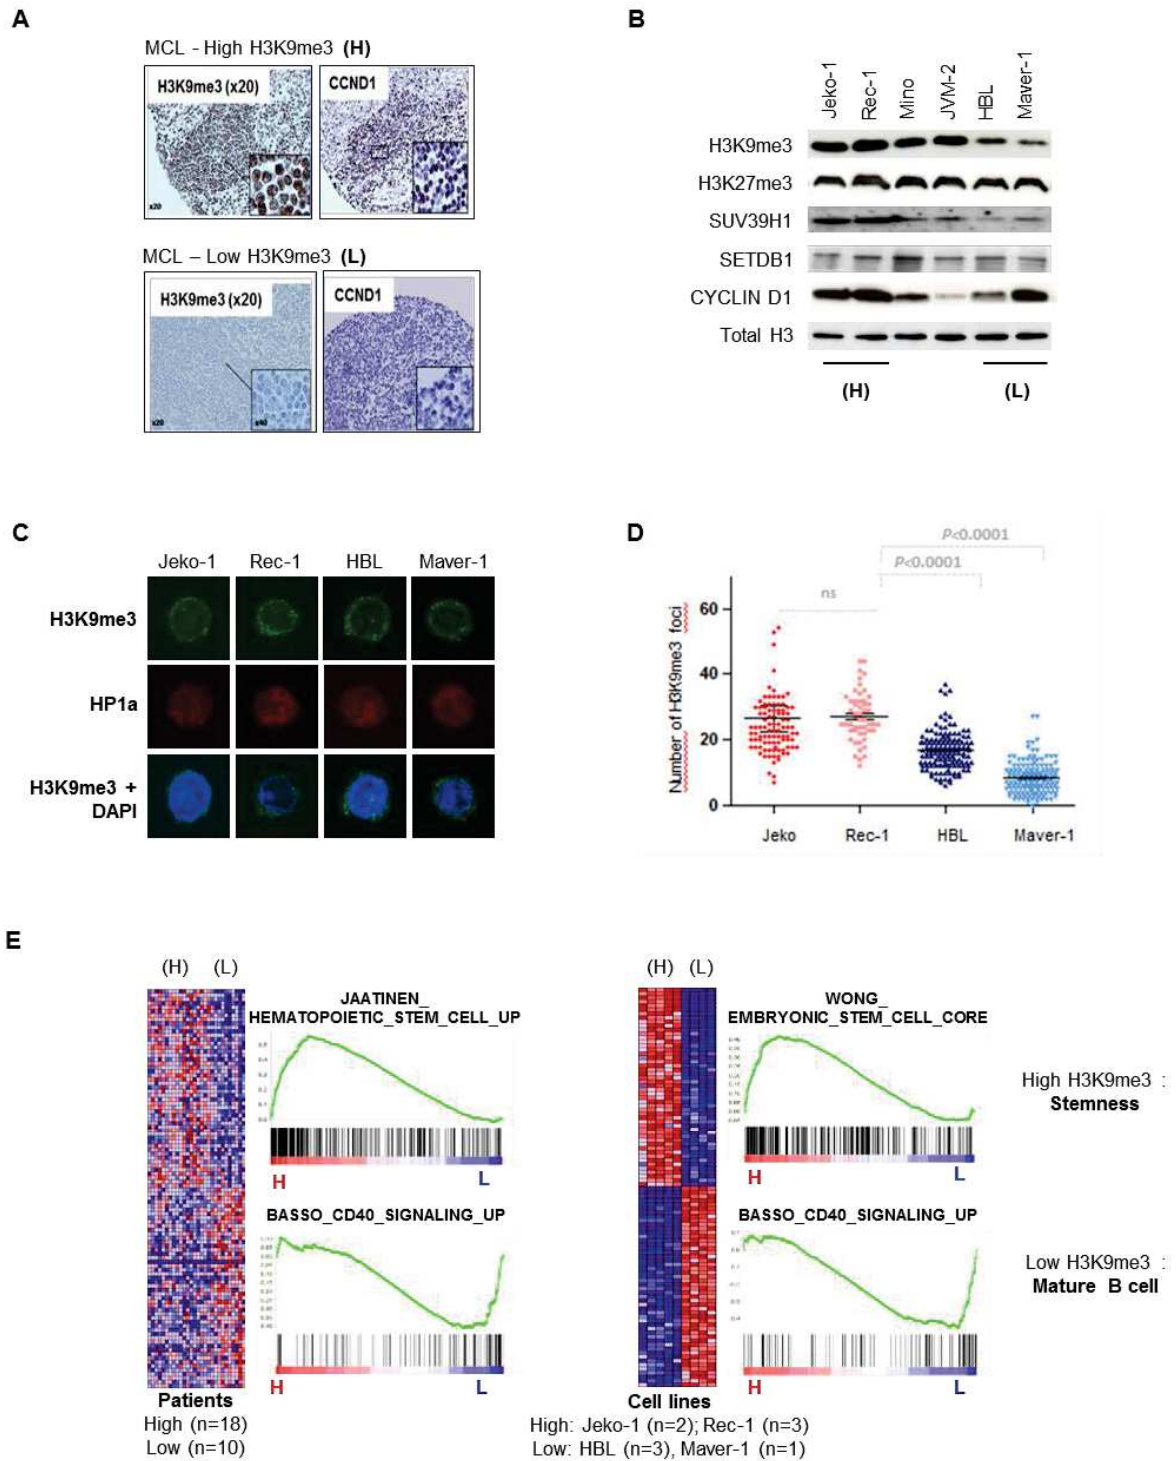 A
MCL - High H3K9me3 (H)
H3K9me3 (x20)
CCND1
x20
MCL – Low H3K9me3 (L)
H3K9me3 (x20)
CCND1
x20
x40
B
Jeko-1
Rec-1
Mino
JVM-2
HBL
Maver-1
H3K9me3
H3K27me3
SUV39H1
SETDB1
CYCLIN D1
Total H3
(H)
(L)
C
Jeko-1 Rec-1 HBL Maver-1
H3K9me3
HP1a
H3K9me3 +
DAPI
D
P<0.0001
P<0.0001
ns
Number of H3K9me3 foci
60
40
20
0
Jeko Rec-1 HBL Maver-1
E
(H) (L)
JAATINEN_
HEMATOPOIETIC_STEM_CELL_UP
H L
BASSO_CD40_SIGNALING_UP
H L
Patients
High (n=18)
Low (n=10)
(H) (L)
WONG_
EMBRYONIC_STEM_CELL_CORE
H L
BASSO_CD40_SIGNALING_UP
H L
Cell lines
High: Jeko-1 (n=2); Rec-1 (n=3)
Low: HBL (n=3), Maver-1 (n=1)
High H3K9me3 :
Stemness
Low H3K9me3 :
Mature B cell